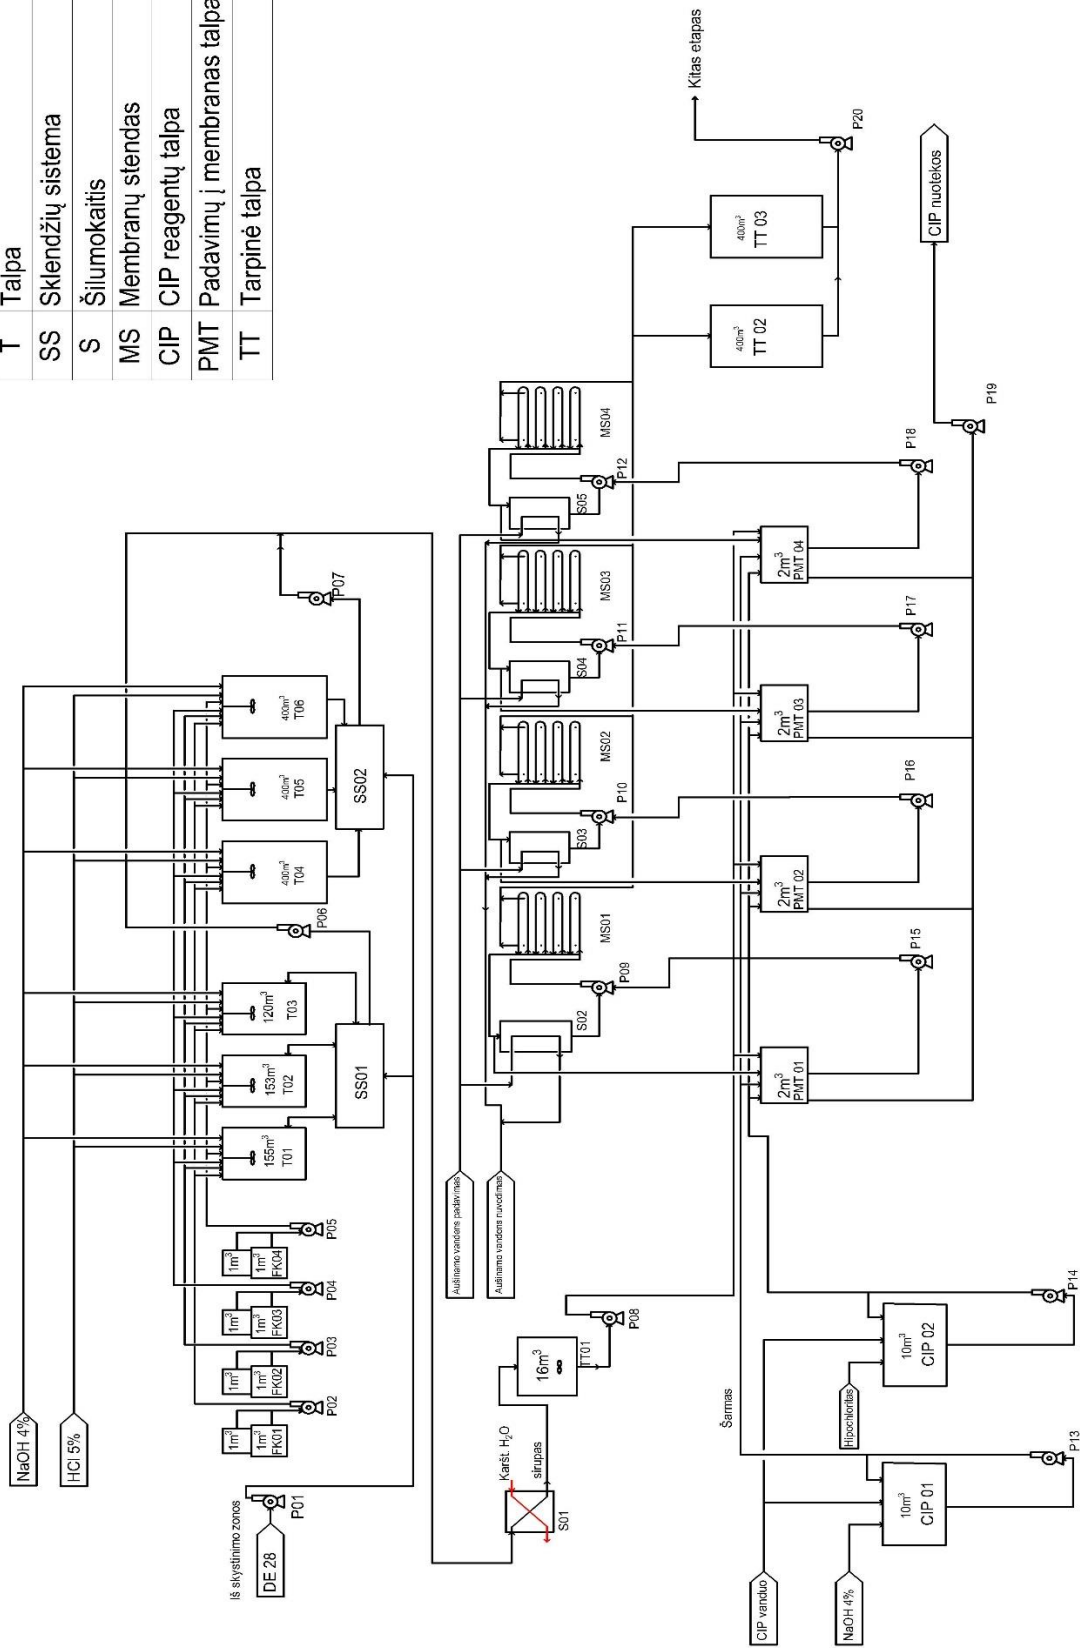 T Talpa
SS Sklendžių sistema
S Šilumokaitis
MS Membranų stendas
CIP CIP reagentų talpa
PMT Padavimų į membranas talpa
TT Tarpinė talpa
NaOH 4%
HCl 5%
Iš skystinimo zonos
DE 28
P01
1m³
1m³
FK01
P02
1m³
1m³
FK02
P03
1m³
1m³
FK03
P04
1m³
1m³
FK04
P05
155m³
T01
153m³
T02
120m³
T03
SS01
P06
400m³
T04
400m³
T05
400m³
T06
SS02
P07
Karšt. H₂O
sirupas
S01
16m³
TT01
P08
Aušinamo vandens padavimas
Aušinamo vandens nuvedimas
S02
P09
MS01
S03
P10
MS02
S04
P11
MS03
S05
P12
MS04
400m³
TT 02
400m³
TT 03
P20
Kitas etapas
Šarmas
2m³
PMT 01
P15
2m³
PMT 02
P16
2m³
PMT 03
P17
2m³
PMT 04
P18
P19
CIP nuotekos
CIP vanduo
NaOH 4%
10m³
CIP 01
P13
Hipochloritas
10m³
CIP 02
P14